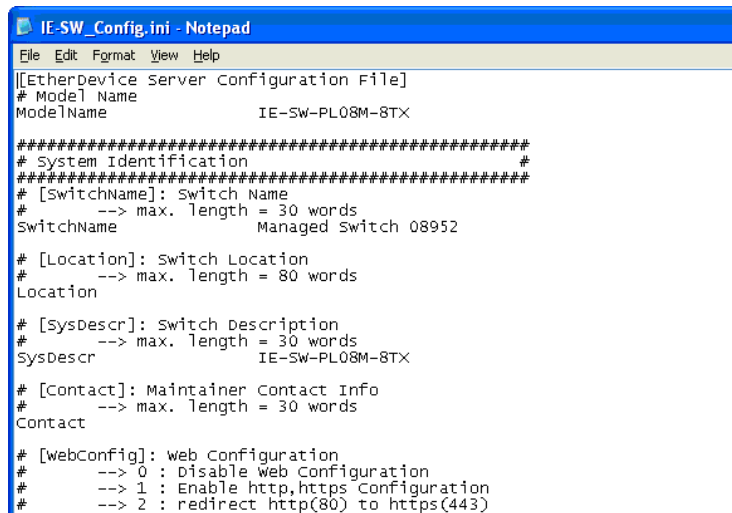 IE-SW_Config.ini - Notepad
File Edit Format View Help
[EtherDevice Server Configuration File]
# Model Name
ModelName IE-SW-PL08M-8TX
##################################################
# System Identification #
##################################################
# [SwitchName]: Switch Name
# --> max. length = 30 words
SwitchName Managed Switch 08952
# [Location]: Switch Location
# --> max. length = 80 words
Location
# [SysDescr]: Switch Description
# --> max. length = 30 words
SysDescr IE-SW-PL08M-8TX
# [Contact]: Maintainer Contact Info
# --> max. length = 30 words
Contact
# [WebConfig]: Web Configuration
# --> 0 : Disable Web Configuration
# --> 1 : Enable http,https Configuration
# --> 2 : redirect http(80) to https(443)